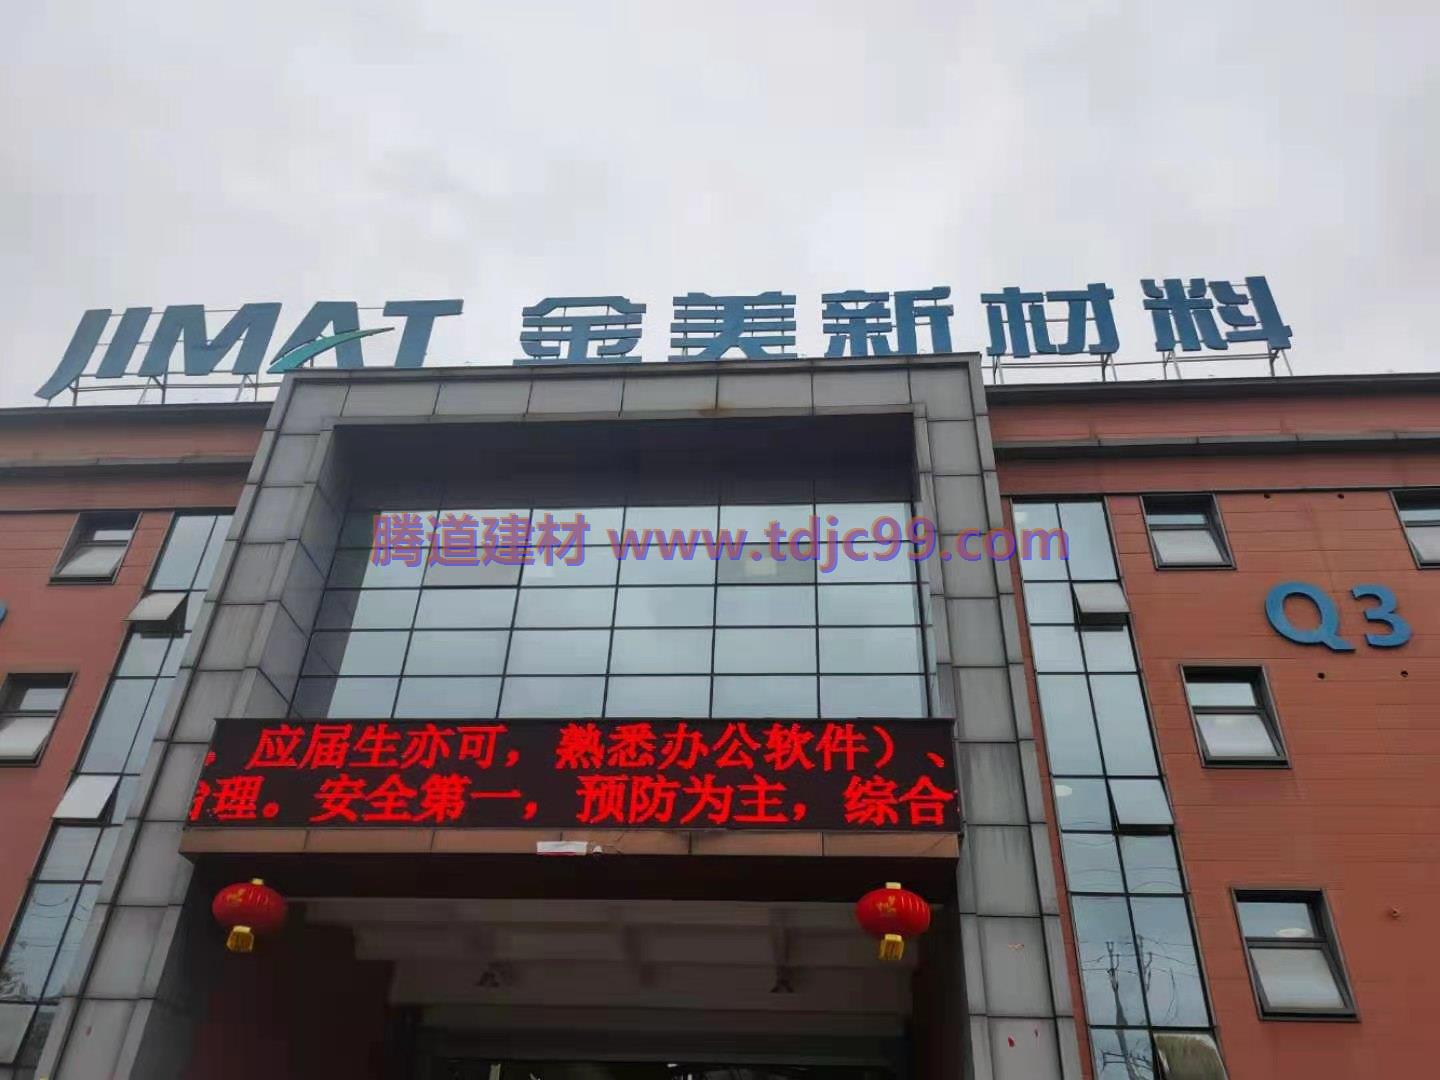 JIMAT 金美新材料
腾道建材 www.tdjc99.com
Q3
。应届生亦可，熟悉办公软件）、
治理。安全第一，预防为主，综合